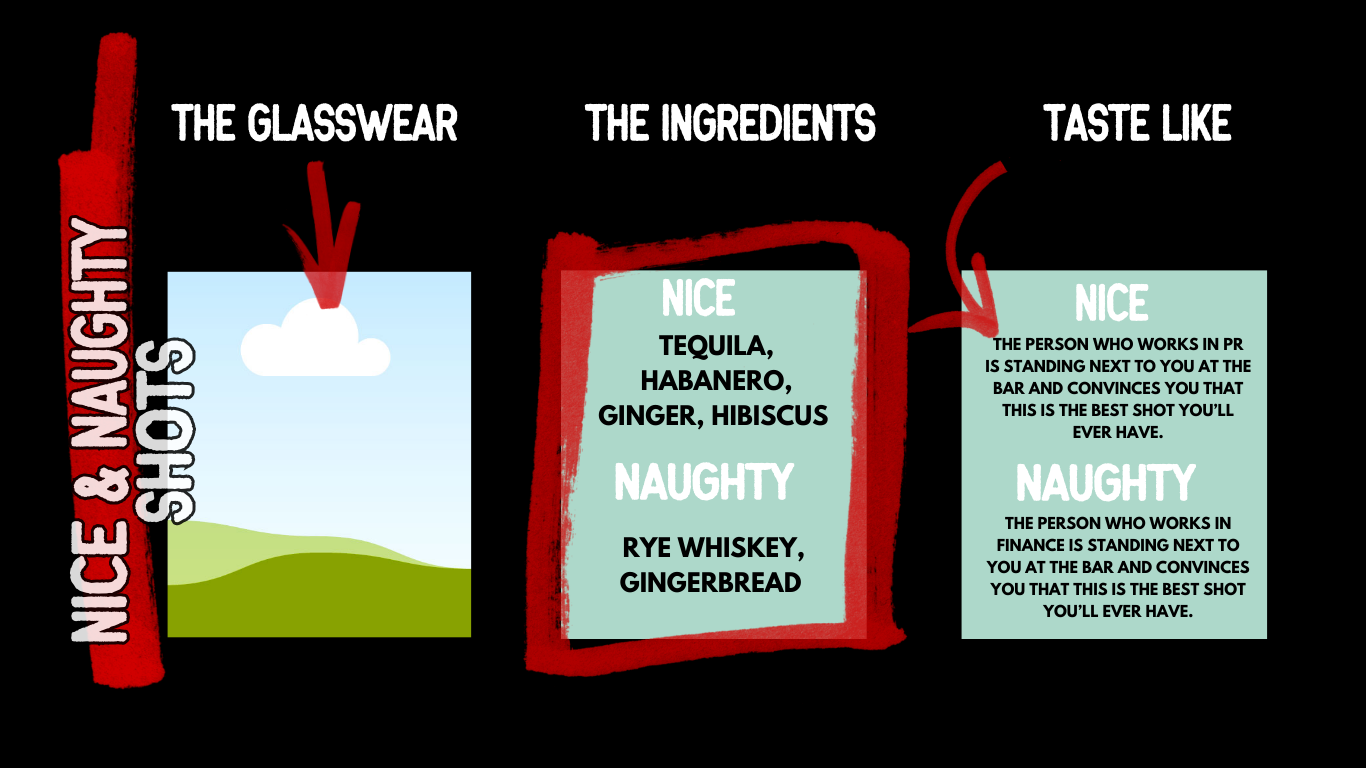 NICE & NAUGHTY
SHOTS
THE GLASSWEAR
THE INGREDIENTS
NICE
TEQUILA,
HABANERO,
GINGER, HIBISCUS
NAUGHTY
RYE WHISKEY,
GINGERBREAD
TASTE LIKE
NICE
THE PERSON WHO WORKS IN PR
IS STANDING NEXT TO YOU AT THE
BAR AND CONVINCES YOU THAT
THIS IS THE BEST SHOT YOU’LL
EVER HAVE.
NAUGHTY
THE PERSON WHO WORKS IN
FINANCE IS STANDING NEXT TO
YOU AT THE BAR AND CONVINCES
YOU THAT THIS IS THE BEST SHOT
YOU’LL EVER HAVE.